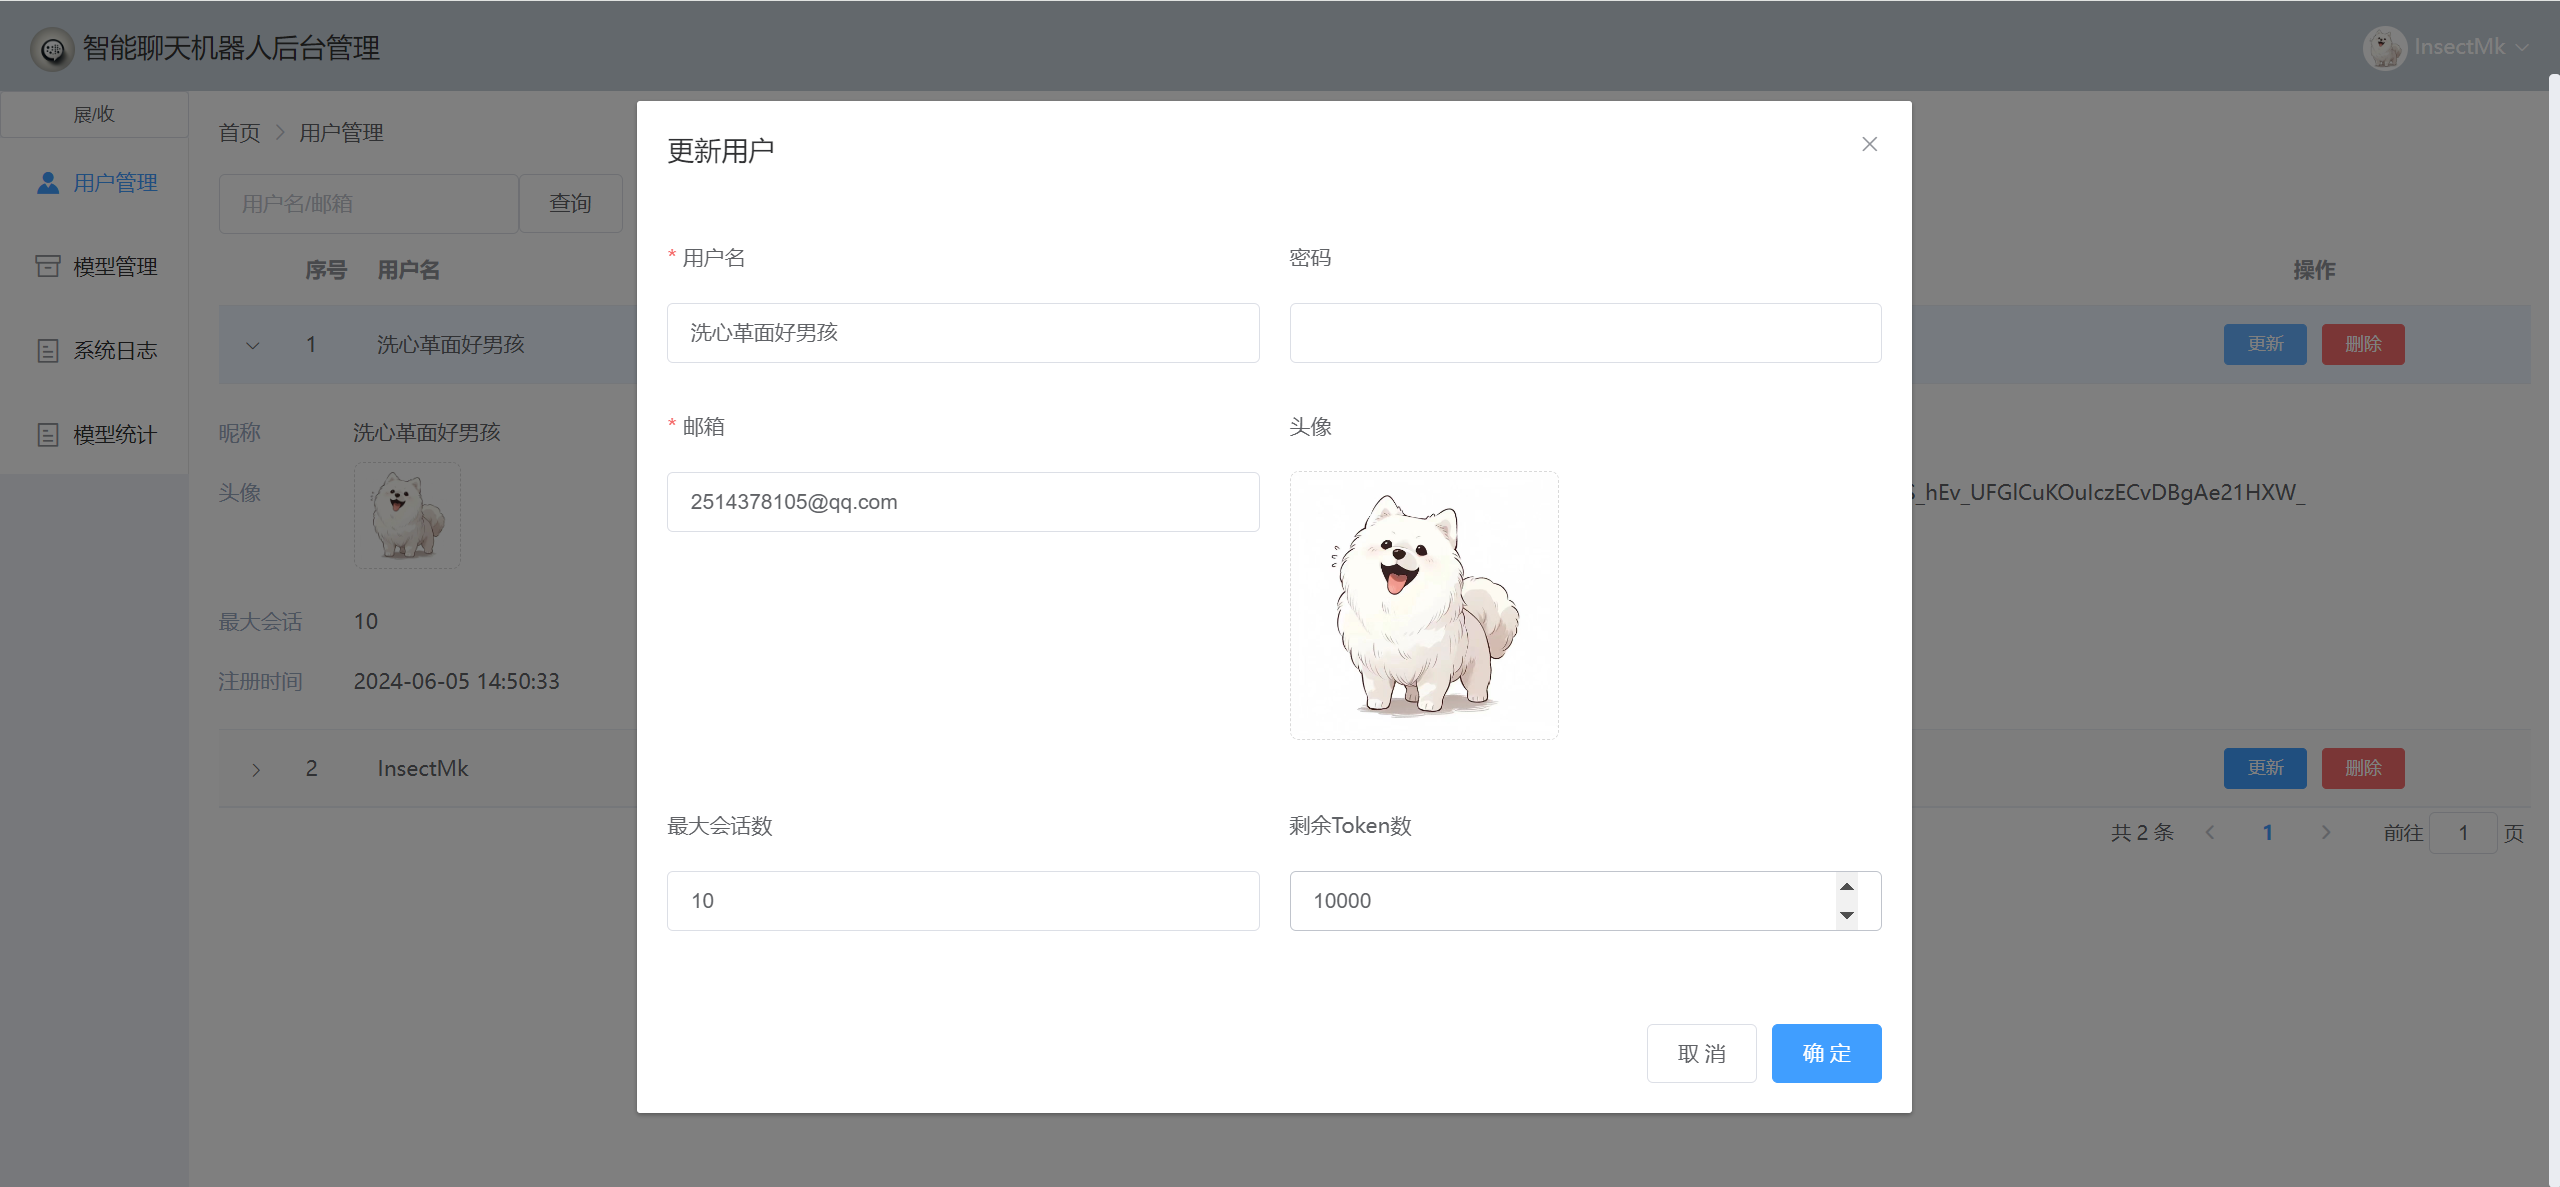 智能聊天机器人后台管理
InsectMk
展/收
用户管理
模型管理
系统日志
模型统计
首页 > 用户管理
用户名/邮箱 查询
序号 用户名 操作
1 洗心革面好男孩 更新 删除
昵称 洗心革面好男孩
头像
_hEv_UFGlCuKOuIczECvDBgAe21HXW_
最大会话 10
注册时间 2024-06-05 14:50:33
2 InsectMk 更新 删除
共 2 条 1 前往 1 页
更新用户
* 用户名 密码
洗心革面好男孩
* 邮箱 头像
2514378105@qq.com
最大会话数 剩余Token数
10 10000
取 消 确 定